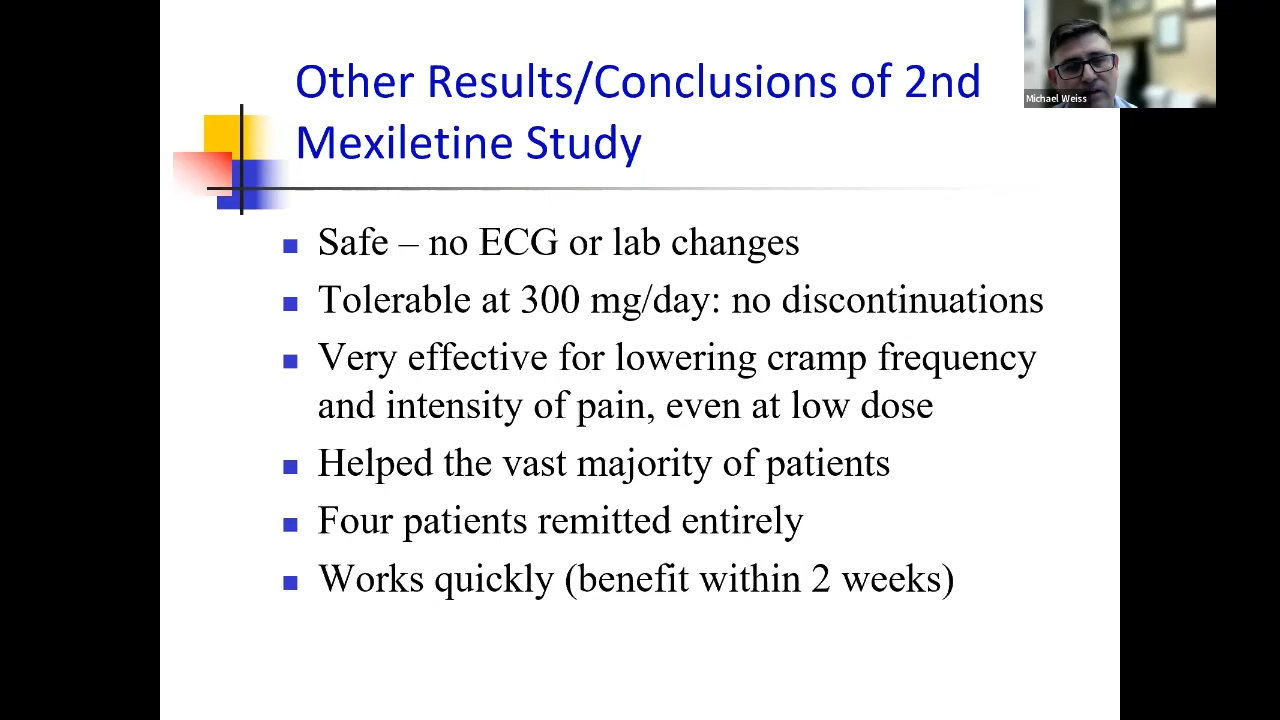 Other Results/Conclusions of 2nd
Mexiletine Study
Michael Weiss
Safe – no ECG or lab changes
Tolerable at 300 mg/day: no discontinuations
Very effective for lowering cramp frequency
and intensity of pain, even at low dose
Helped the vast majority of patients
Four patients remitted entirely
Works quickly (benefit within 2 weeks)